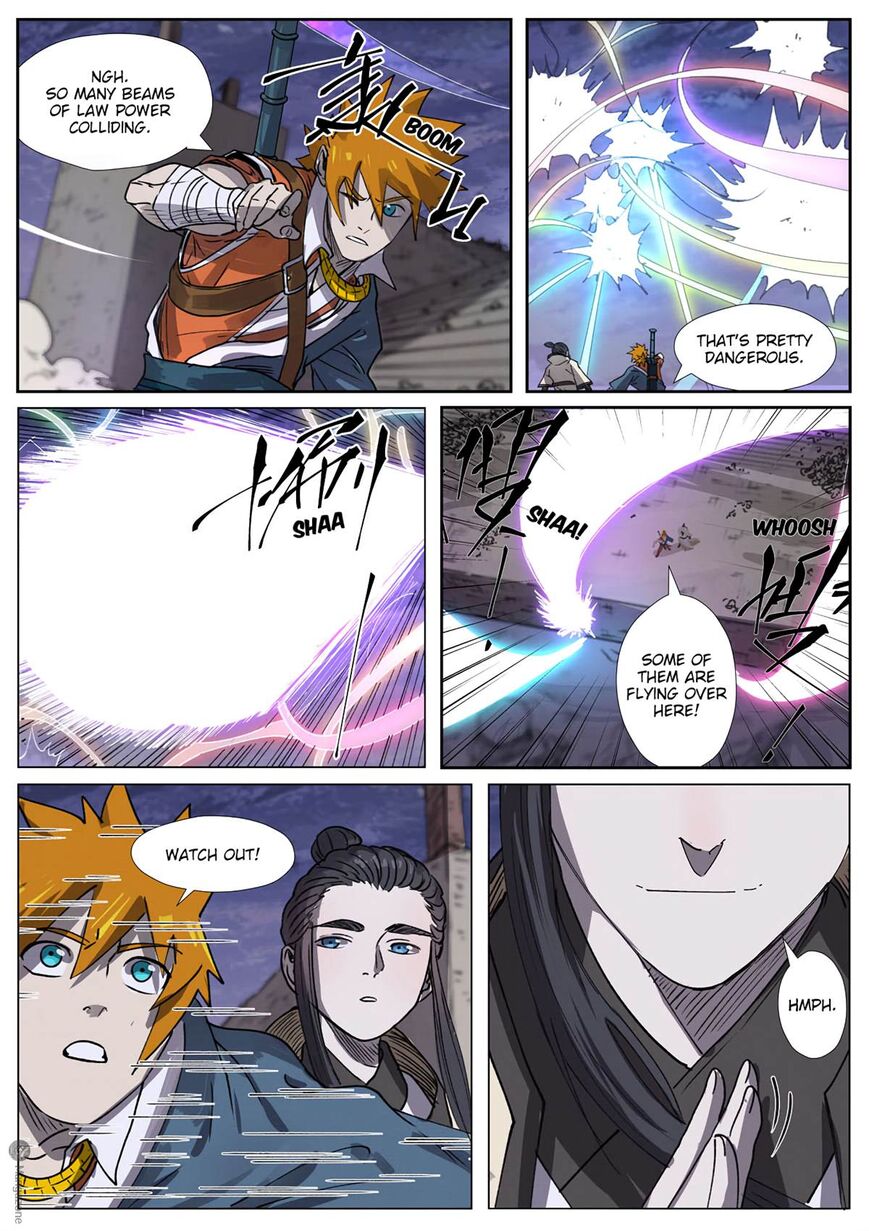 NGH.
SO MANY BEAMS
OF LAW POWER
COLLIDING.
BOOM
THAT'S PRETTY
DANGEROUS.
SHAA
SHAA!
WHOOSH
SOME OF
THEM ARE
FLYING OVER
HERE!
WATCH OUT!
HMPH.